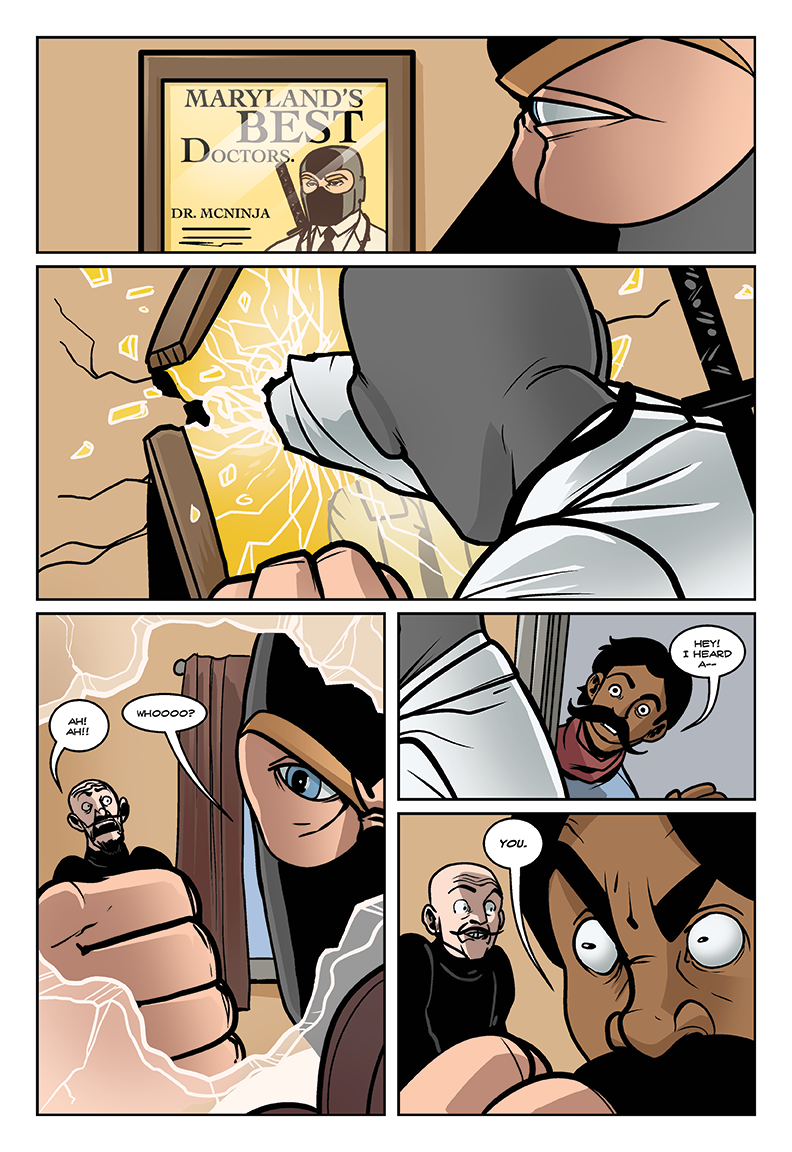 MARYLAND'S
BEST
DOCTORS.
DR. MCNINJA
AH!
AH!!
WHOOOO?
HEY!
I HEARD
A--
YOU.